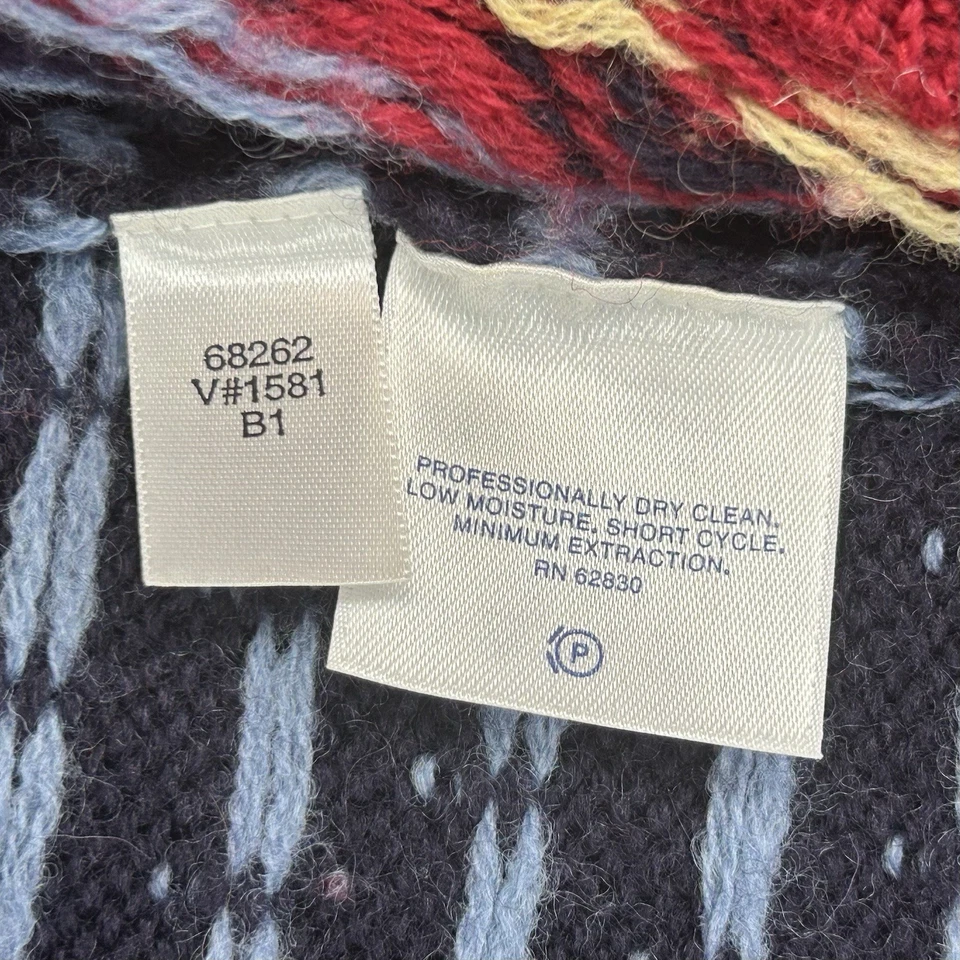 68262
V#1581
B1
PROFESSIONALLY DRY CLEAN.
LOW MOISTURE, SHORT CYCLE,
MINIMUM EXTRACTION.
RN 62830
P